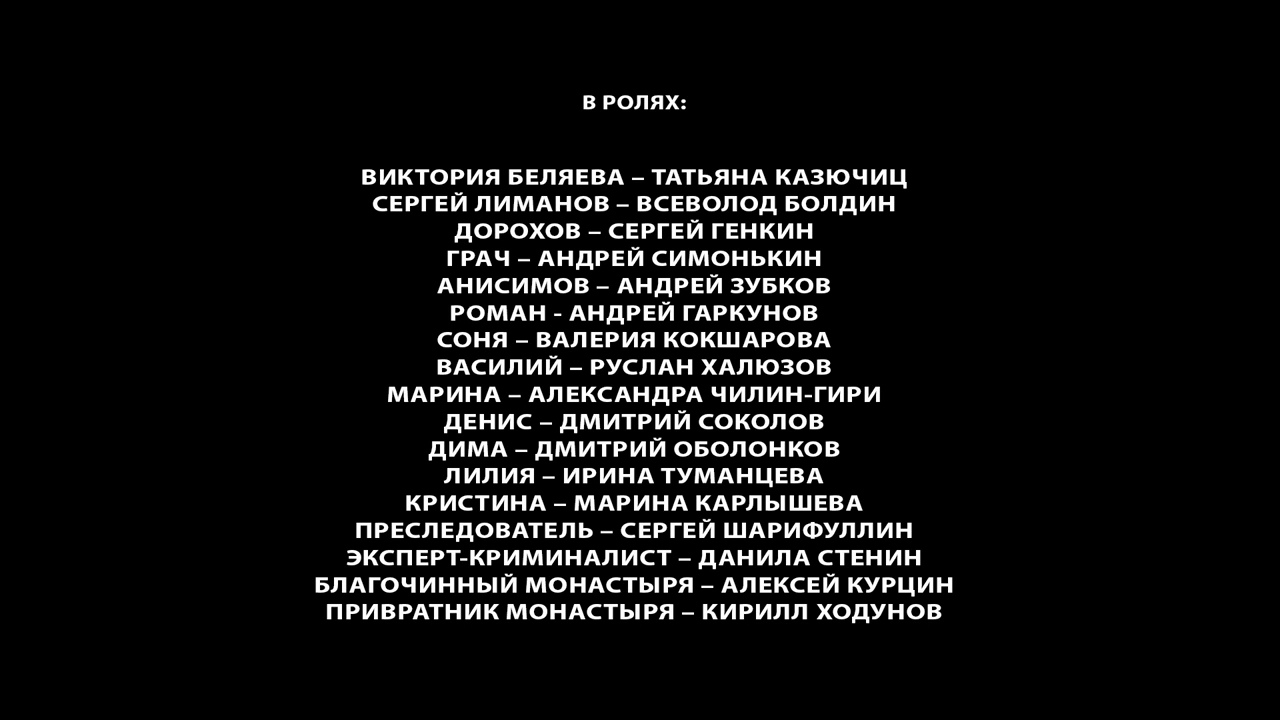 В РОЛЯХ:
ВИКТОРИЯ БЕЛЯЕВА – ТАТЬЯНА КАЗЮЧИЦ
СЕРГЕЙ ЛИМАНОВ – ВСЕВОЛОД БОЛДИН
ДОРОХОВ – СЕРГЕЙ ГЕНКИН
ГРАЧ – АНДРЕЙ СИМОНЬКИН
АНИСИМОВ – АНДРЕЙ ЗУБКОВ
РОМАН - АНДРЕЙ ГАРКУНОВ
СОНЯ – ВАЛЕРИЯ КОКШАРОВА
ВАСИЛИЙ – РУСЛАН ХАЛЮЗОВ
МАРИНА – АЛЕКСАНДРА ЧИЛИН-ГИРИ
ДЕНИС – ДМИТРИЙ СОКОЛОВ
ДИМА – ДМИТРИЙ ОБОЛОНКОВ
ЛИЛИЯ – ИРИНА ТУМАНЦЕВА
КРИСТИНА – МАРИНА КАРЛЫШЕВА
ПРЕСЛЕДОВАТЕЛЬ – СЕРГЕЙ ШАРИФУЛЛИН
ЭКСПЕРТ-КРИМИНАЛИСТ – ДАНИЛА СТЕНИН
БЛАГОЧИННЫЙ МОНАСТЫРЯ – АЛЕКСЕЙ КУРЦИН
ПРИВРАТНИК МОНАСТЫРЯ – КИРИЛЛ ХОДУНОВ